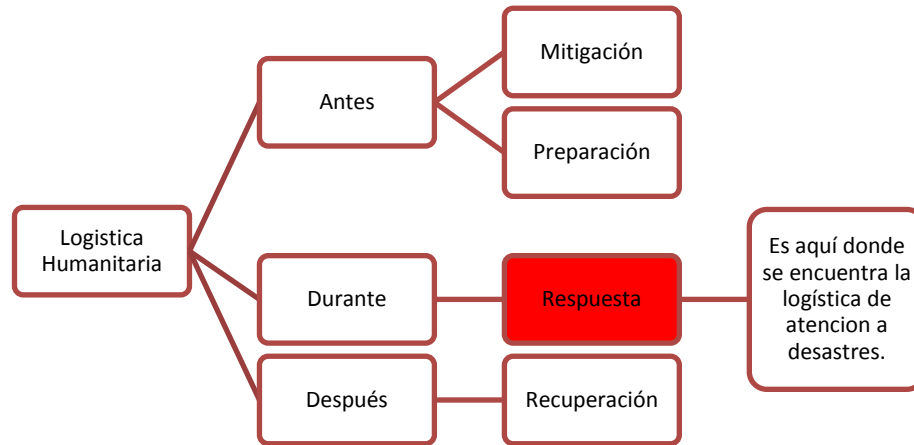 Logistica
Humanitaria
Antes
Mitigación
Preparación
Durante
Respuesta
Es aquí donde
se encuentra la
logística de
atencion a
desastres.
Después
Recuperación